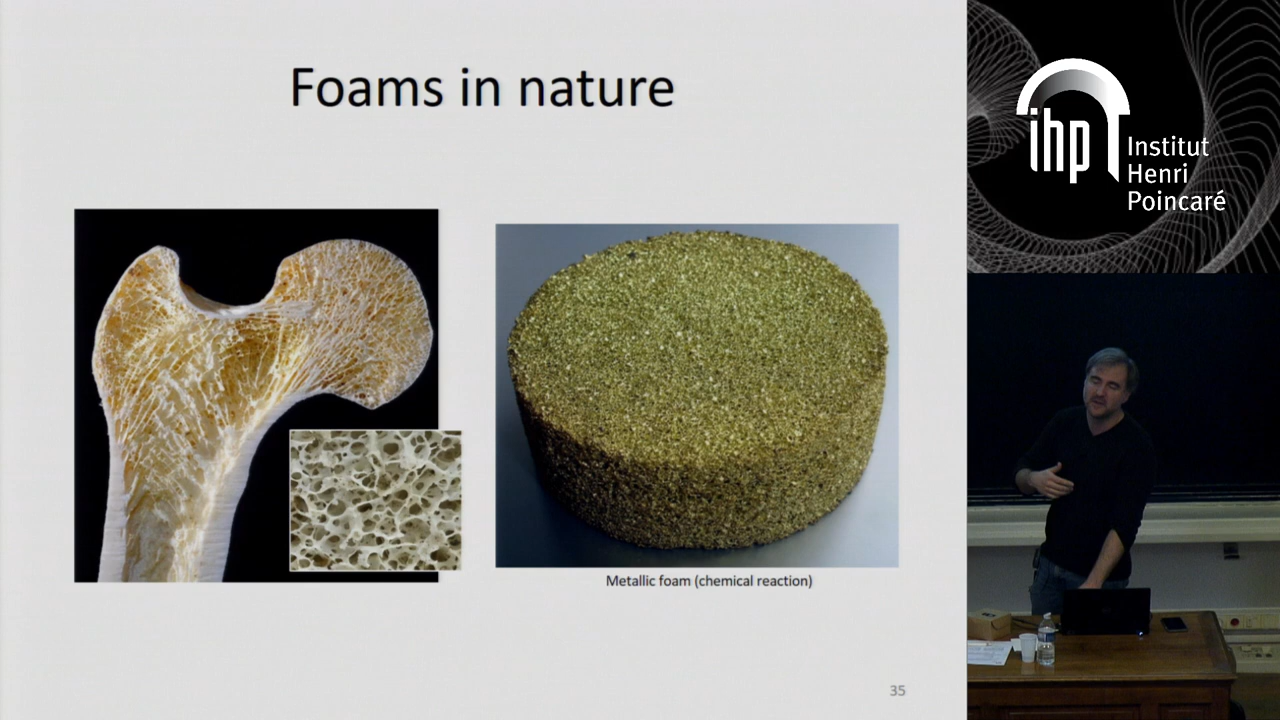 Foams in nature
Metallic foam (chemical reaction)
35
ihp
Institut
Henri
Poincaré